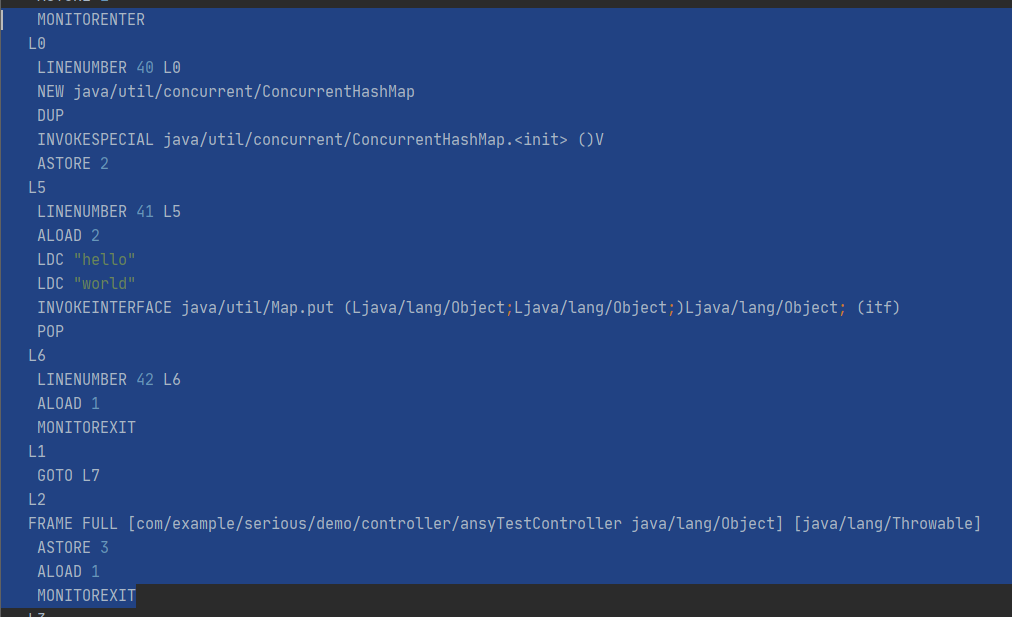 MONITORENTER
L0
LINENUMBER 40 L0
NEW java/util/concurrent/ConcurrentHashMap
DUP
INVOKESPECIAL java/util/concurrent/ConcurrentHashMap.<init> ()V
ASTORE 2
L5
LINENUMBER 41 L5
ALOAD 2
LDC "hello"
LDC "world"
INVOKEINTERFACE java/util/Map.put (Ljava/lang/Object;Ljava/lang/Object;)Ljava/lang/Object; (itf)
POP
L6
LINENUMBER 42 L6
ALOAD 1
MONITOREXIT
L1
GOTO L7
L2
FRAME FULL [com/example/serious/demo/controller/ansyTestController java/lang/Object] [java/lang/Throwable]
ASTORE 3
ALOAD 1
MONITOREXIT